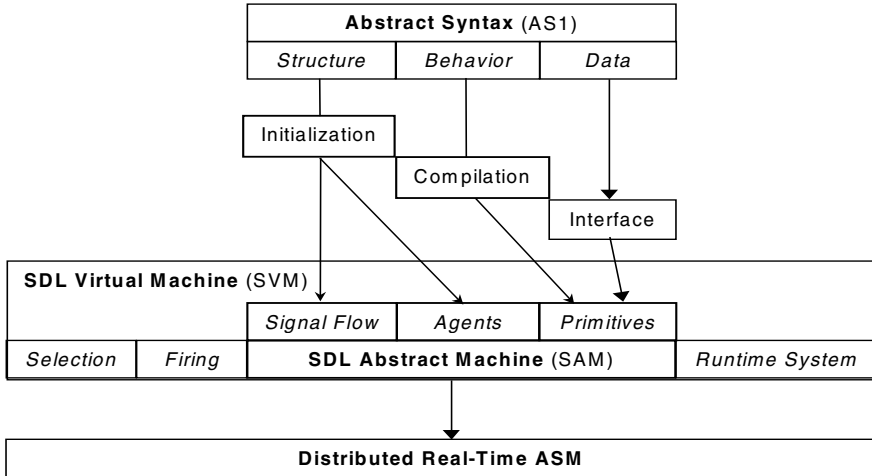 Abstract Syntax (AS1)
Structure Behavior Data
Initialization
Compilation
Interface
SDL Virtual Machine (SVM)
Signal Flow Agents Primitives
Selection Firing SDL Abstract Machine (SAM) Runtime System
Distributed Real-Time ASM